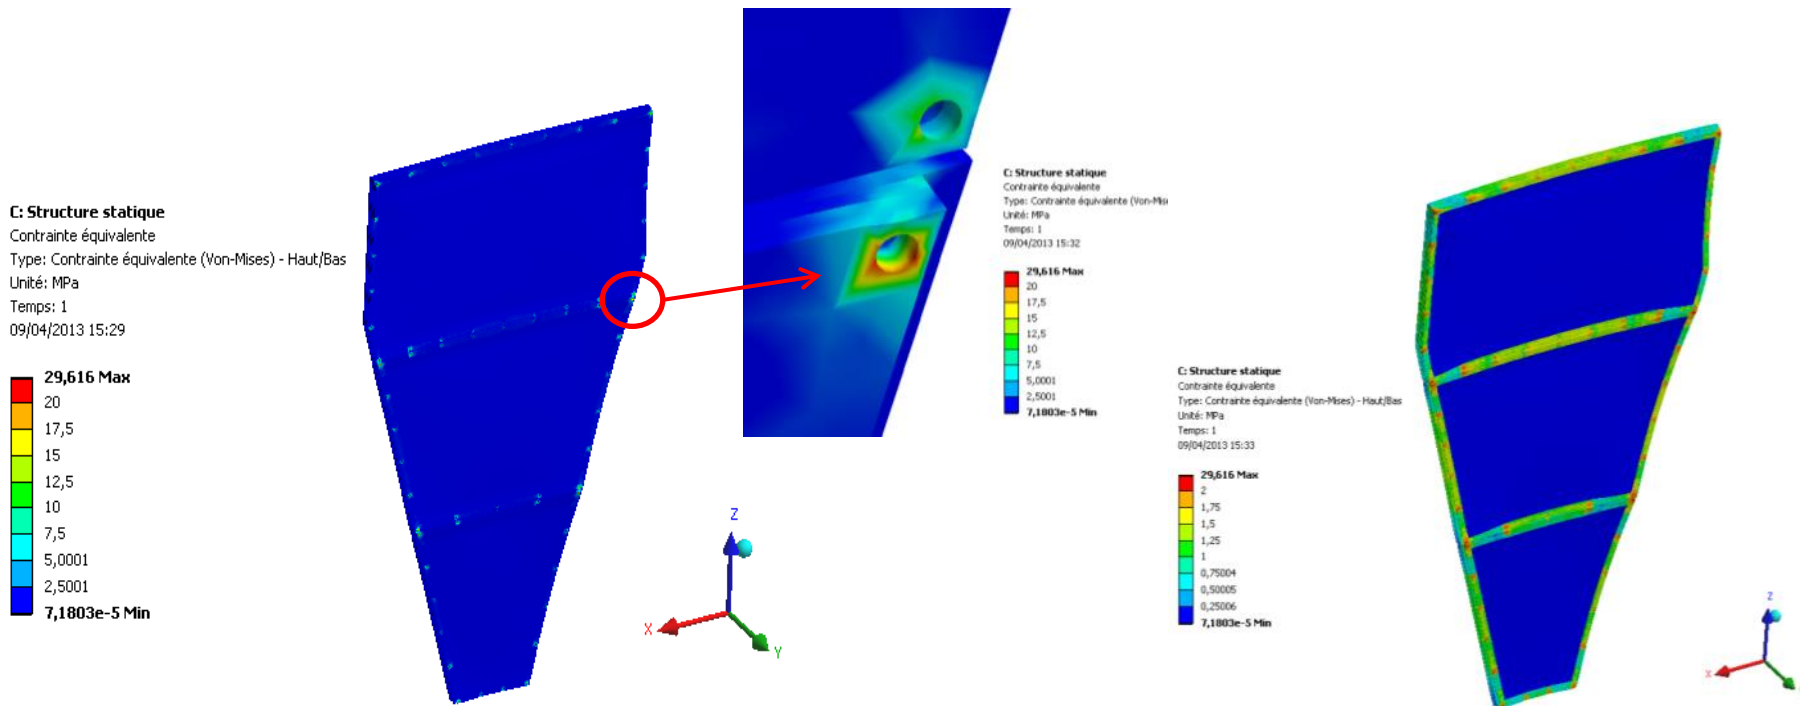 C: Structure statique
Contrainte équivalente
Type: Contrainte équivalente (Von-Mises) - Haut/Bas
Unité: MPa
Temps: 1
09/04/2013 15:29
29,616 Max
20
17,5
15
12,5
10
7,5
5,0001
2,5001
7,1803e-5 Min
Z
X
Y
C: Structure statique
Contrainte équivalente
Type: Contrainte équivalente (Von-Mis
Unité: MPa
Temps: 1
09/04/2013 15:32
29,616 Max
20
17,5
15
12,5
10
7,5
5,0001
2,5001
7,1803e-5 Min
C: Structure statique
Contrainte équivalente
Type: Contrainte équivalente (Von-Mises) - Haut/Bas
Unité: MPa
Temps: 1
09/04/2013 15:33
29,616 Max
2
1,75
1,5
1,25
1
0,75004
0,50005
0,25006
7,1803e-5 Min
Z
X